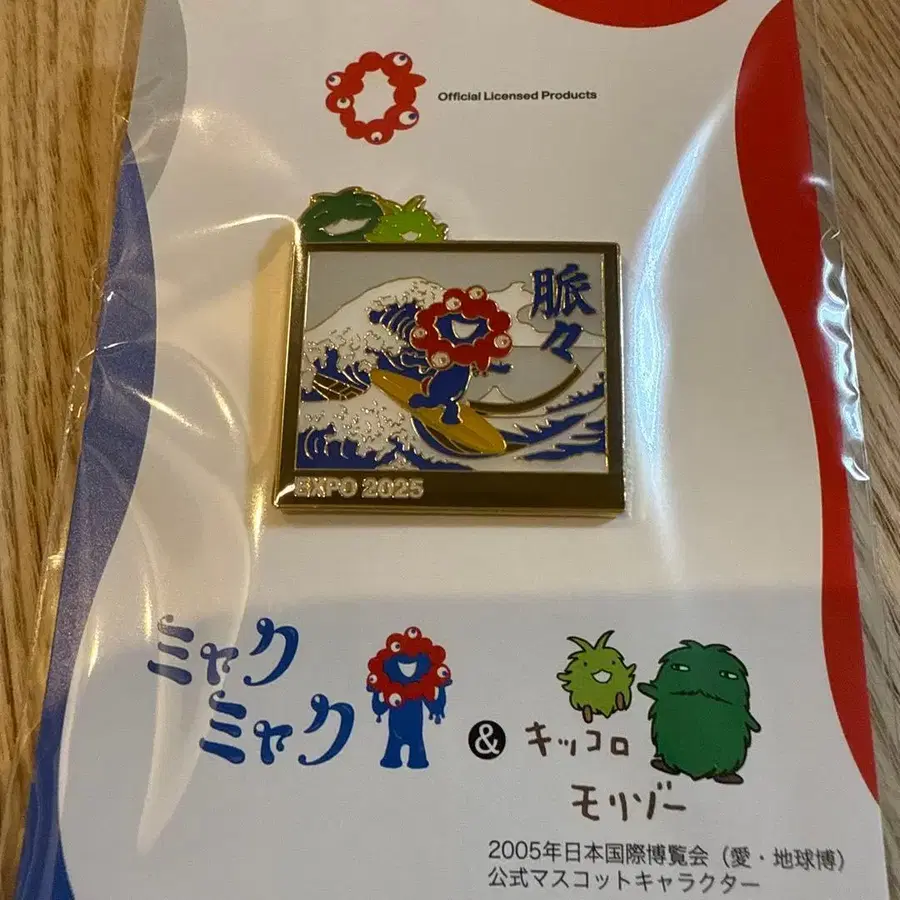 Official Licensed Products
脈々
EXPO 2025
ミャク
ミャク
&
キッコロ
モリゾー
2005年日本国際博覧会（愛・地球博）
公式マスコットキャラクター